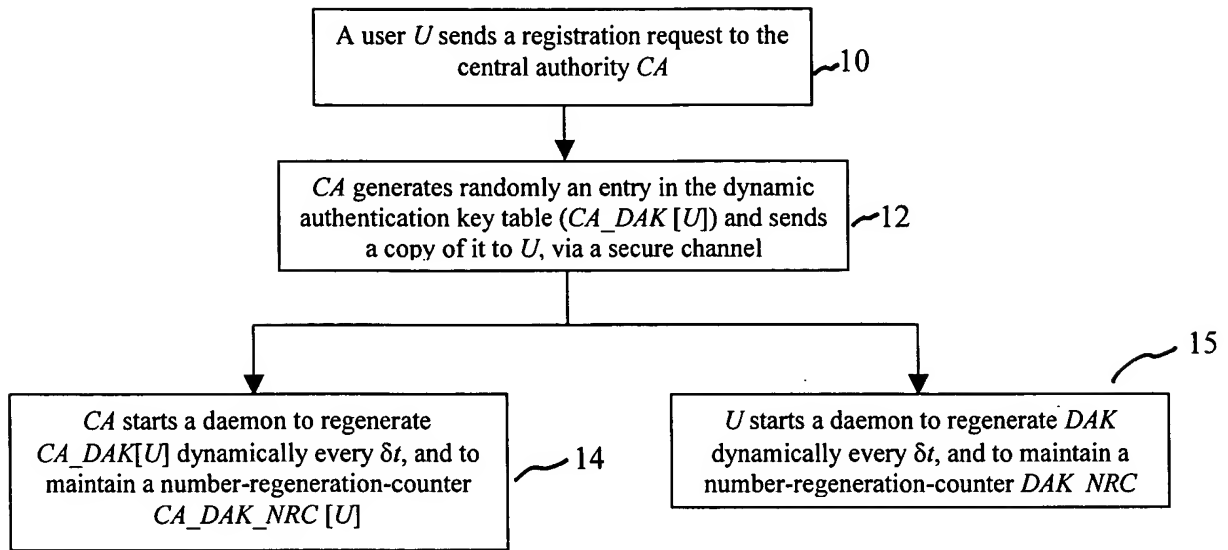 A user U sends a registration request to the
central authority CA
10
CA generates randomly an entry in the dynamic
authentication key table (CA_DAK [U]) and sends
a copy of it to U, via a secure channel
12
15
CA starts a daemon to regenerate
CA_DAK[U] dynamically every δt, and to
maintain a number-regeneration-counter
CA_DAK_NRC [U]
14
U starts a daemon to regenerate DAK
dynamically every δt, and to maintain a
number-regeneration-counter DAK NRC